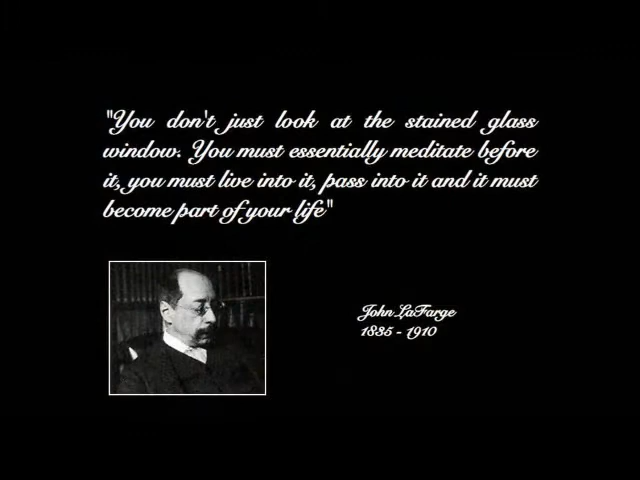 "You don't just look at the stained glass
window. You must essentially meditate before
it, you must live into it, pass into it and it must
become part of your life"
John LaFarge
1835 - 1910